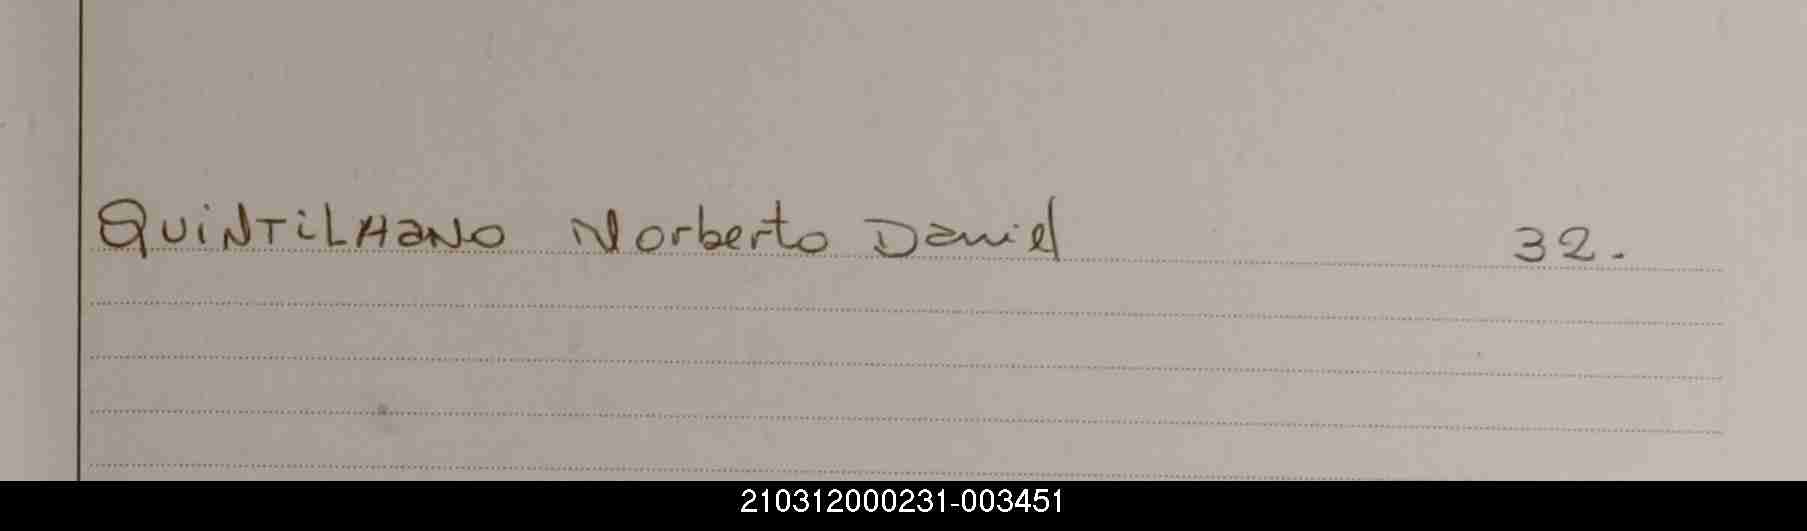 QUINTILHANO Norberto Daniel 32.
210312000231-003451